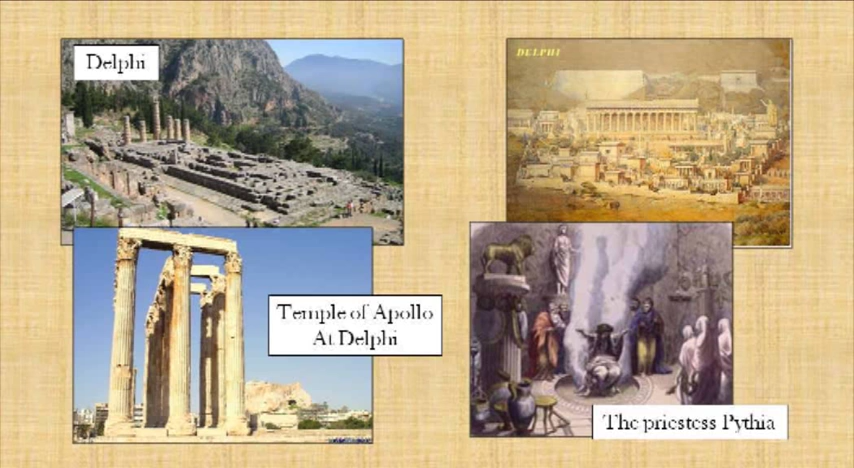 Delphi
DELPHI
Temple of Apollo
At Delphi
The priestess Pythia